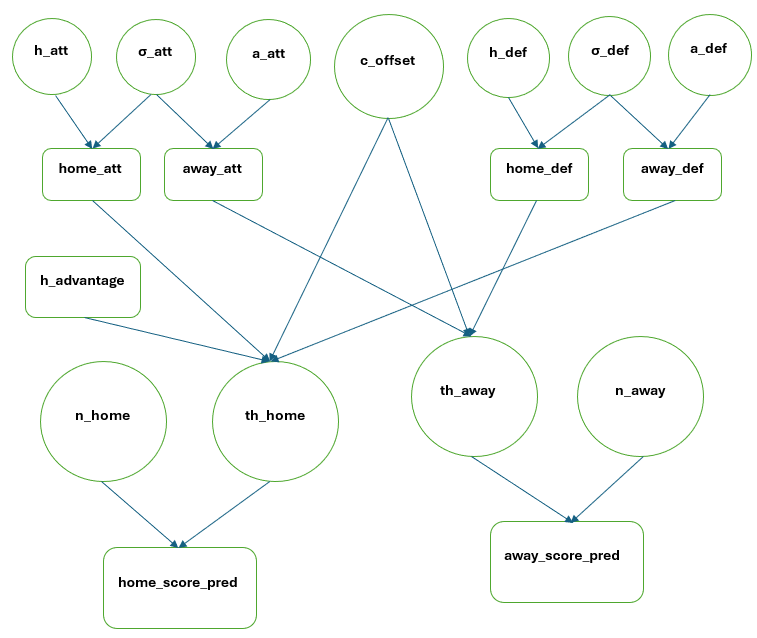 h_att
σ_att
a_att
c_offset
h_def
σ_def
a_def
home_att
away_att
home_def
away_def
h_advantage
n_home
th_home
th_away
n_away
home_score_pred
away_score_pred